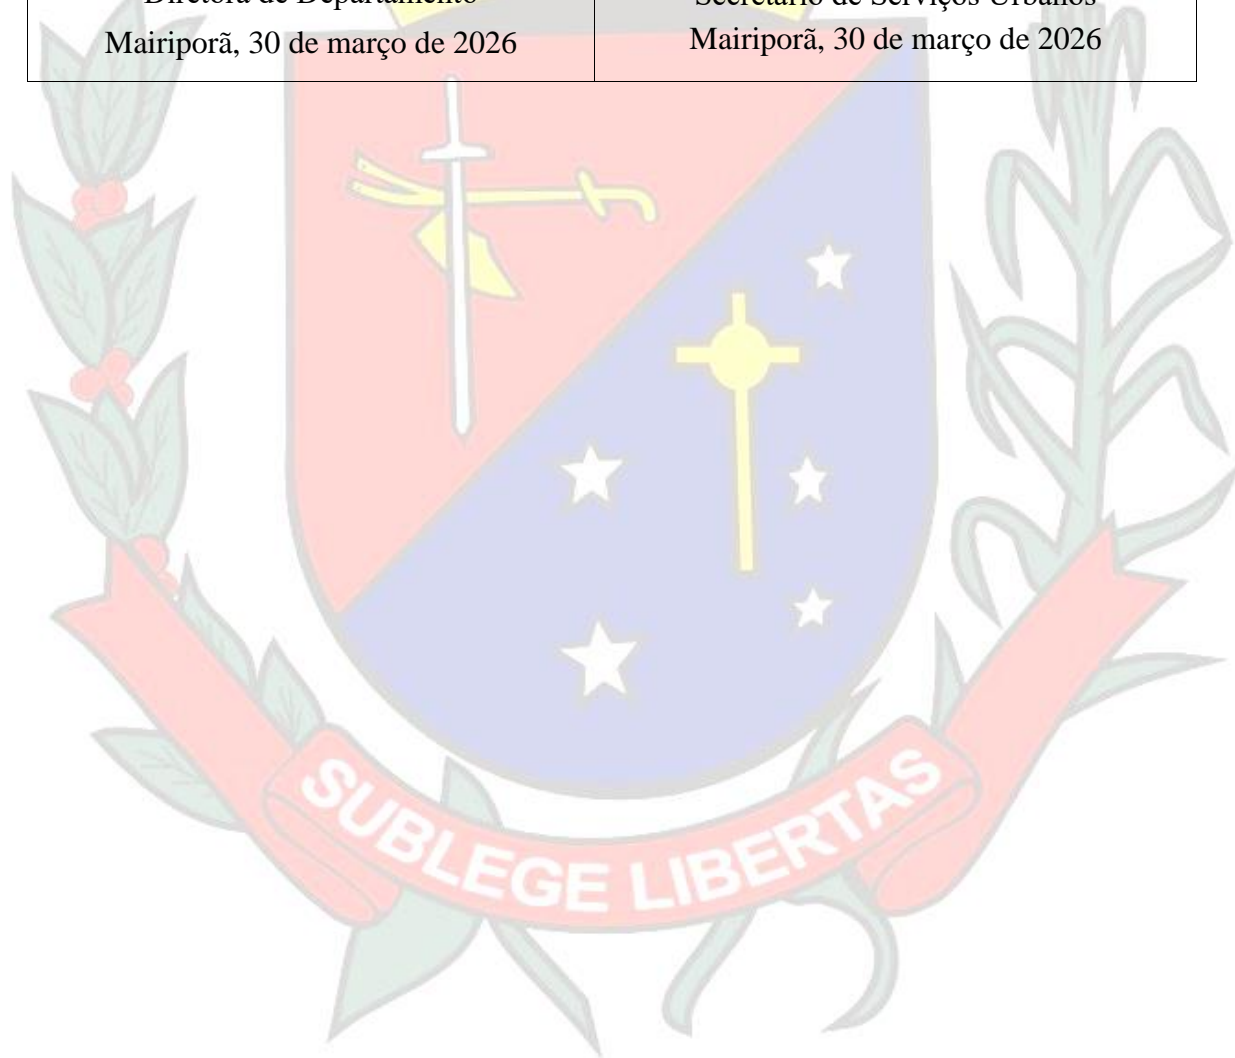 Diretora de Departamento
Mairiporã, 30 de março de 2026
Secretário de Serviços Urbanos
Mairiporã, 30 de março de 2026
SUBLEGE LIBERTAS